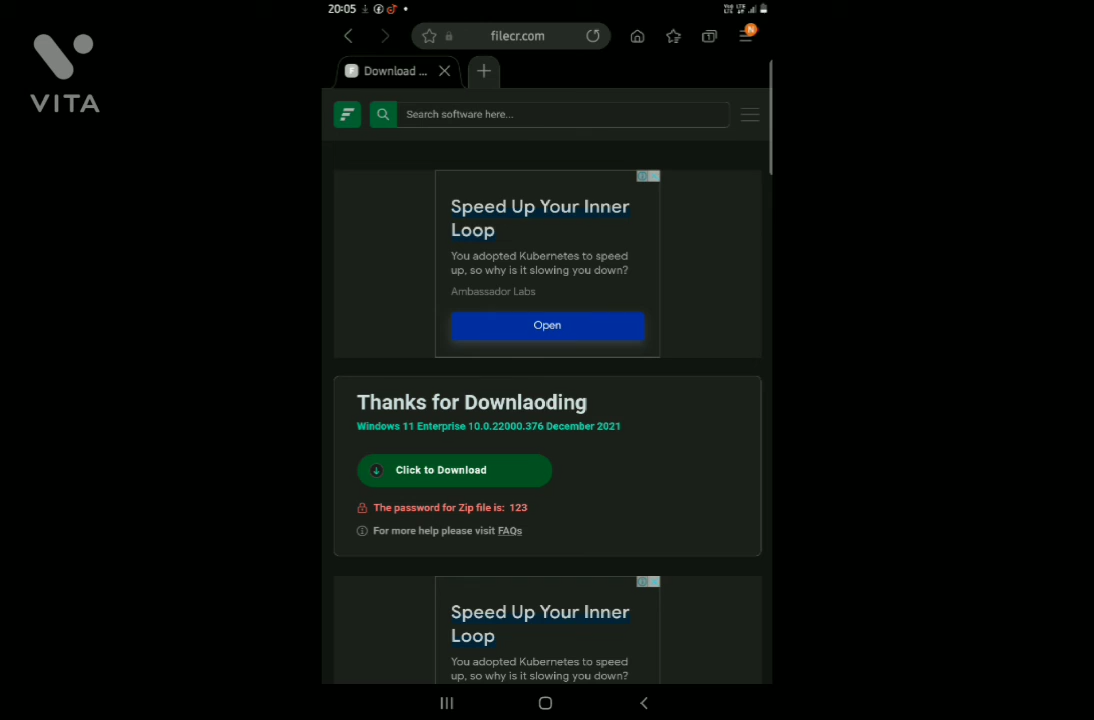 20:05
VITA
filecr.com
1
N
Download ...
Search software here...
Speed Up Your Inner
Loop
You adopted Kubernetes to speed
up, so why is it slowing you down?
Ambassador Labs
Open
Thanks for Downlaoding
Windows 11 Enterprise 10.0.22000.376 December 2021
Click to Download
The password for Zip file is: 123
For more help please visit FAQs
Speed Up Your Inner
Loop
You adopted Kubernetes to speed
up, so why is it slowing you down?